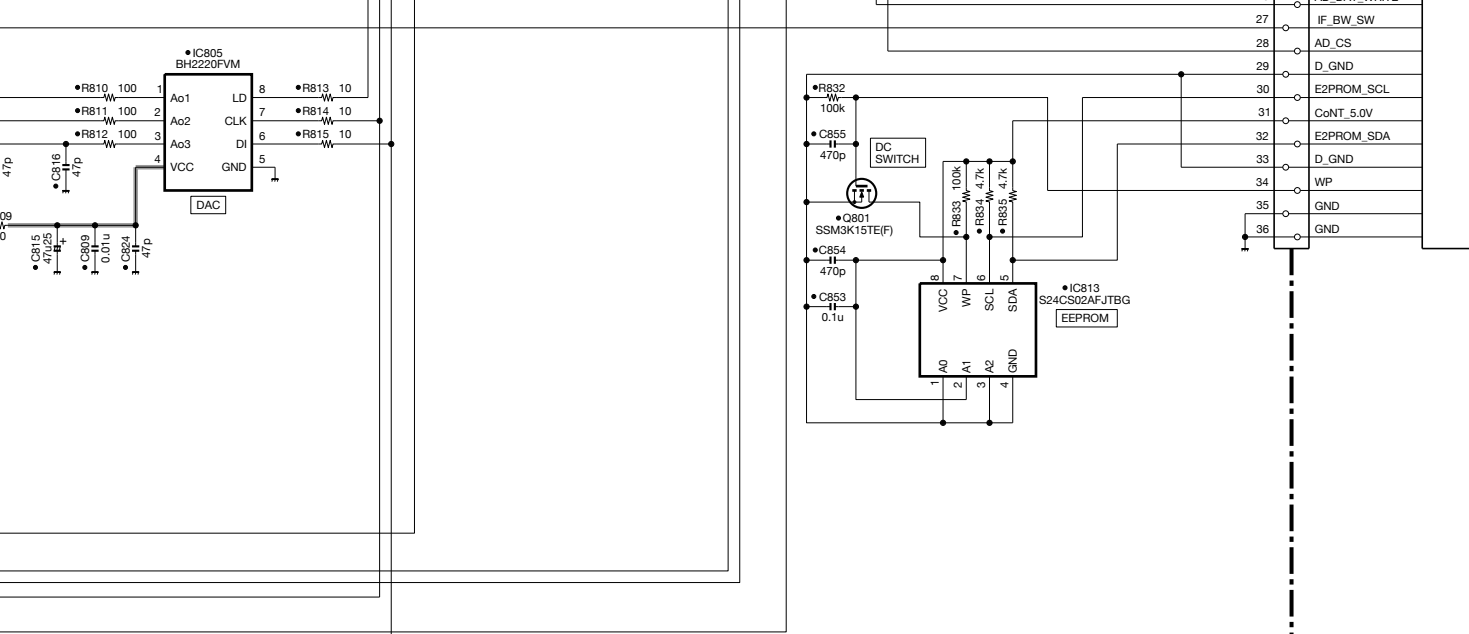 27 IF_BW_SW
28 AD_CS
29 D_GND
30 E2PROM_SCL
31 CoNT_5.0V
32 E2PROM_SDA
33 D_GND
34 WP
35 GND
36 GND
IC805
BH2220FVM
R810 100 1 Ao1 LD 8 R813 10
R811 100 2 Ao2 CLK 7 R814 10
R812 100 3 Ao3 DI 6 R815 10
4 VCC GND 5
DAC
47p
C816
47p
09
0
C815
47u25
+
C809
0.01u
C824
47p
R832
100k
C855
470p
DC
SWITCH
Q801
SSM3K15TE(F)
R833 100k
R834 4.7k
R835 4.7k
C854
470p
C853
0.1u
8 7 6 5
VCC WP SCL SDA
IC813
S24CS02AFJTBG
EEPROM
A0 A1 A2 GND
1 2 3 4